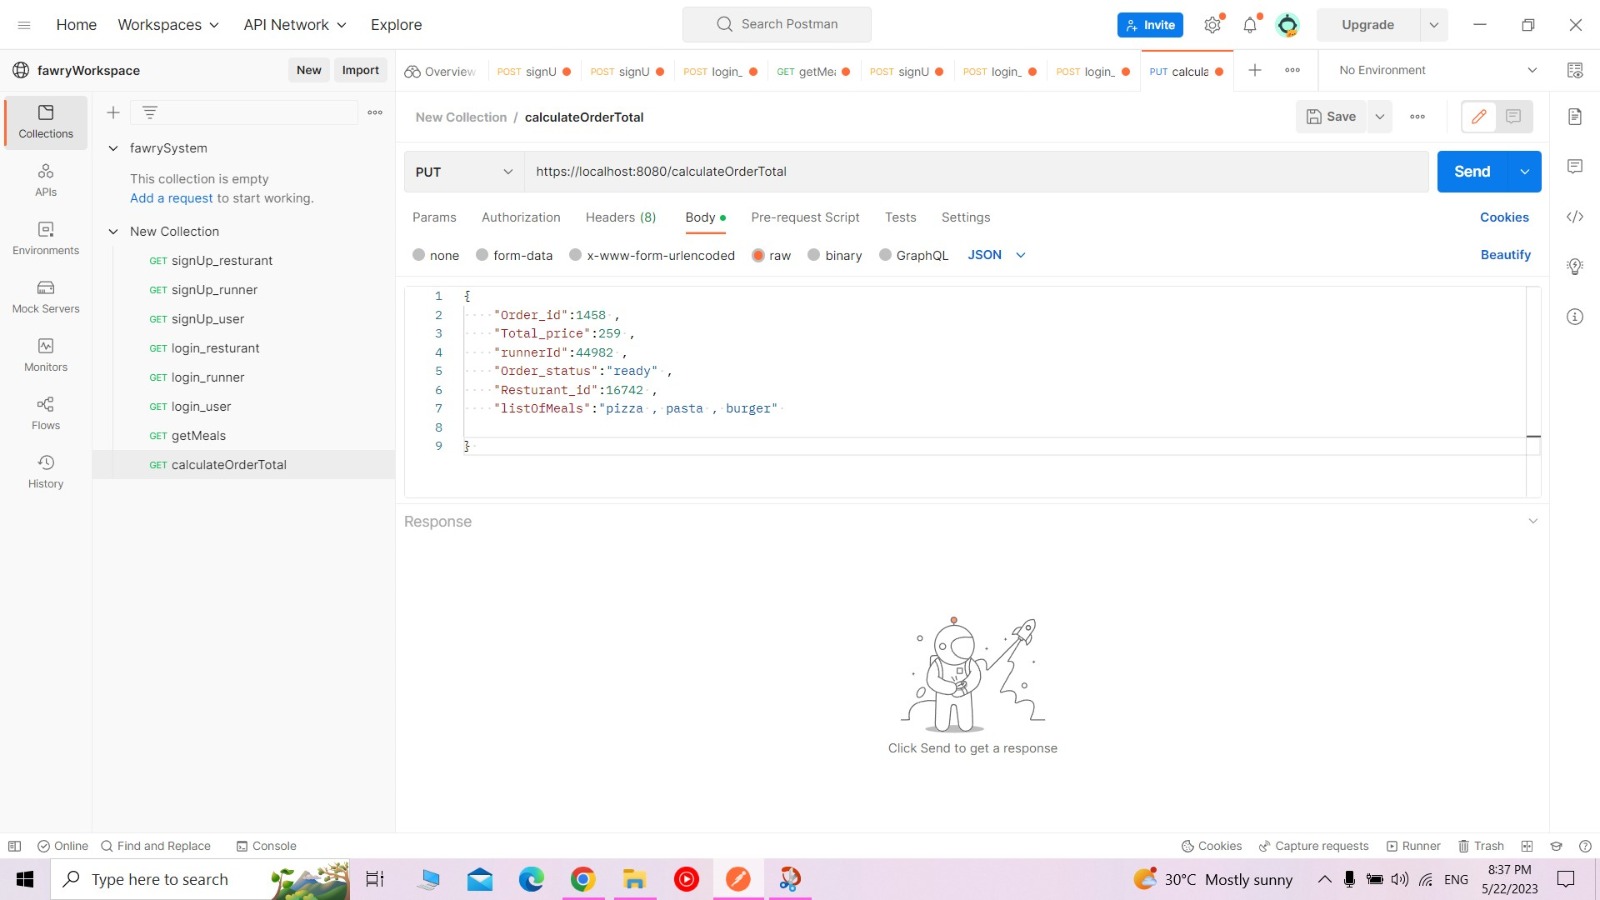 Home Workspaces API Network Explore Search Postman Invite Upgrade
fawryWorkspace New Import Overview POST signU POST signU POST login_ GET getMea POST signU POST login_ POST login_ PUT calcula No Environment
Collections
APIs
Environments
Mock Servers
Monitors
Flows
History
fawrySystem
This collection is empty
Add a request to start working.
New Collection
GET signUp_resturant
GET signUp_runner
GET signUp_user
GET login_resturant
GET login_runner
GET login_user
GET getMeals
GET calculateOrderTotal
New Collection / calculateOrderTotal Save
PUT https://localhost:8080/calculateOrderTotal Send
Params Authorization Headers (8) Body Pre-request Script Tests Settings Cookies
none form-data x-www-form-urlencoded raw binary GraphQL JSON Beautify
1 {
2 "Order_id":1458 ,
3 "Total_price":259 ,
4 "runnerId":44982 ,
5 "Order_status":"ready" ,
6 "Resturant_id":16742 ,
7 "listOfMeals":"pizza , pasta , burger"
8
9 }
Response
Click Send to get a response
Online Find and Replace Console Cookies Capture requests Runner Trash
Type here to search 30°C Mostly sunny ENG 8:37 PM
5/22/2023